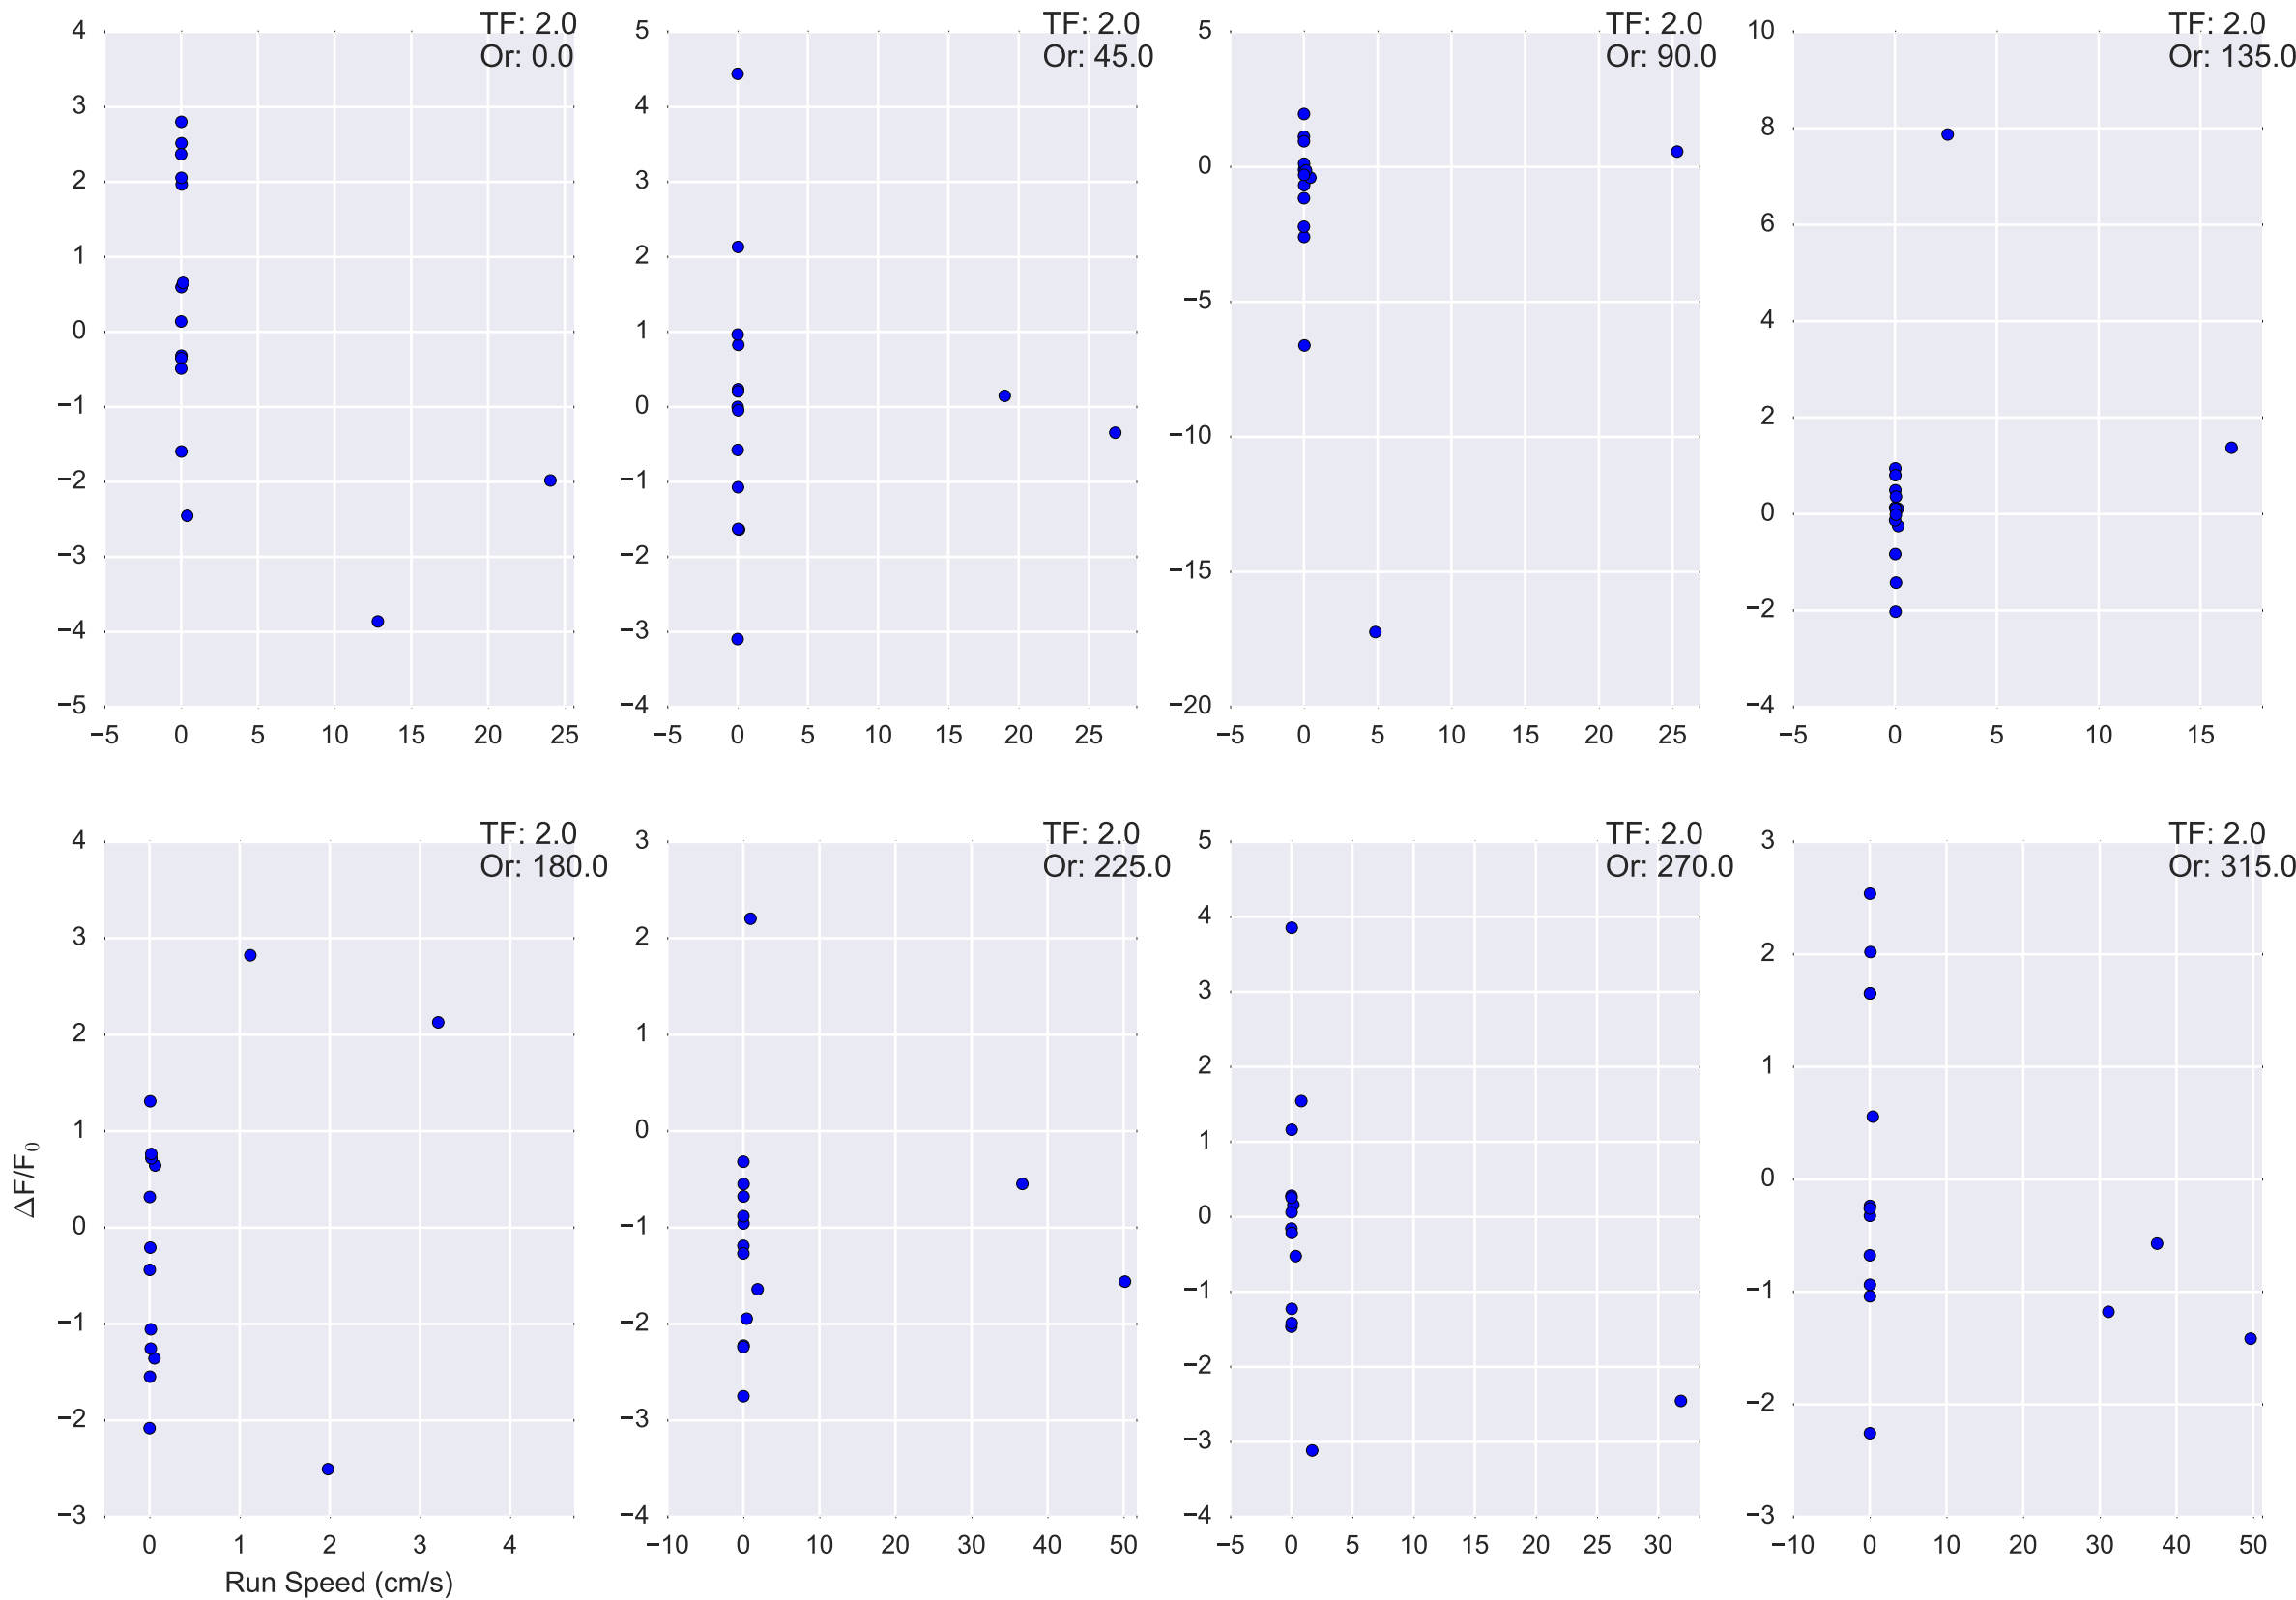 TF: 2.0
Or: 0.0
4
3
2
1
0
−1
−2
−3
−4
−5
−5 0 5 10 15 20 25
TF: 2.0
Or: 45.0
5
4
3
2
1
0
−1
−2
−3
−4
−5 0 5 10 15 20 25
TF: 2.0
Or: 90.0
5
0
−5
−10
−15
−20
−5 0 5 10 15 20 25
TF: 2.0
Or: 135.0
10
8
6
4
2
0
−2
−4
−5 0 5 10 15
TF: 2.0
Or: 180.0
4
3
2
1
0
−1
−2
−3
0 1 2 3 4
ΔF/F₀
Run Speed (cm/s)
TF: 2.0
Or: 225.0
3
2
1
0
−1
−2
−3
−4
−10 0 10 20 30 40 50
TF: 2.0
Or: 270.0
5
4
3
2
1
0
−1
−2
−3
−4
−5 0 5 10 15 20 25 30
TF: 2.0
Or: 315.0
3
2
1
0
−1
−2
−3
−10 0 10 20 30 40 50